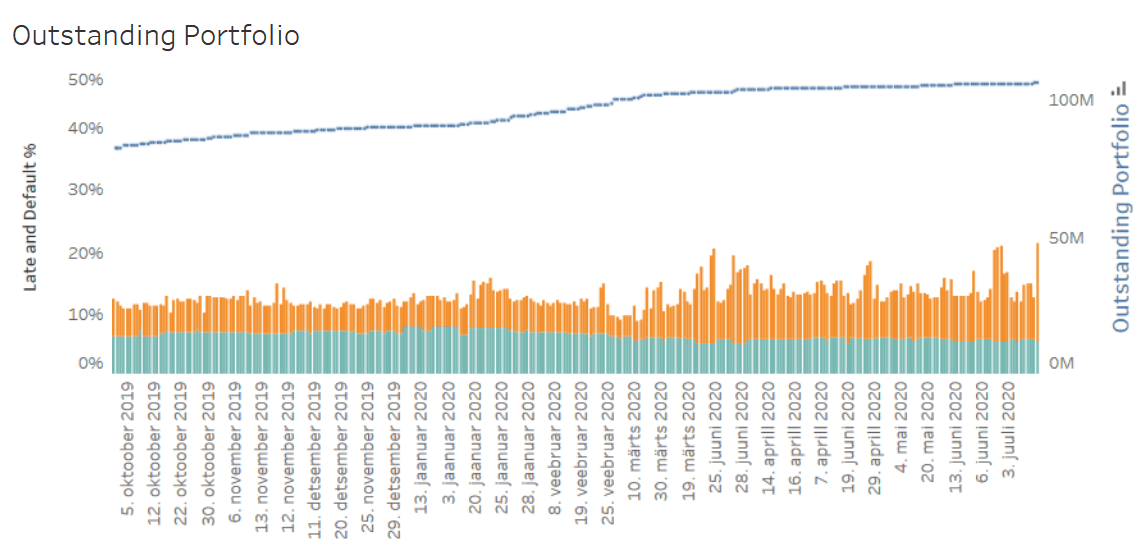 Outstanding Portfolio
50%
40%
30%
20%
10%
0%
Late and Default %
100M
50M
0M
Outstanding Portfolio
5. oktoober 2019
12. oktoober 2019
22. oktoober 2019
30. oktoober 2019
6. november 2019
13. november 2019
12. november 2019
11. detsember 2019
20. detsember 2019
25. november 2019
29. detsember 2019
13. jaanuar 2020
3. jaanuar 2020
20. jaanuar 2020
25. jaanuar 2020
28. jaanuar 2020
8. veebruar 2020
19. veebruar 2020
25. veebruar 2020
10. märts 2020
30. märts 2020
19. märts 2020
25. juuni 2020
28. juuni 2020
14. aprill 2020
16. aprill 2020
7. aprill 2020
19. juuni 2020
29. aprill 2020
4. mai 2020
20. mai 2020
13. juuni 2020
6. juuni 2020
3. juuli 2020